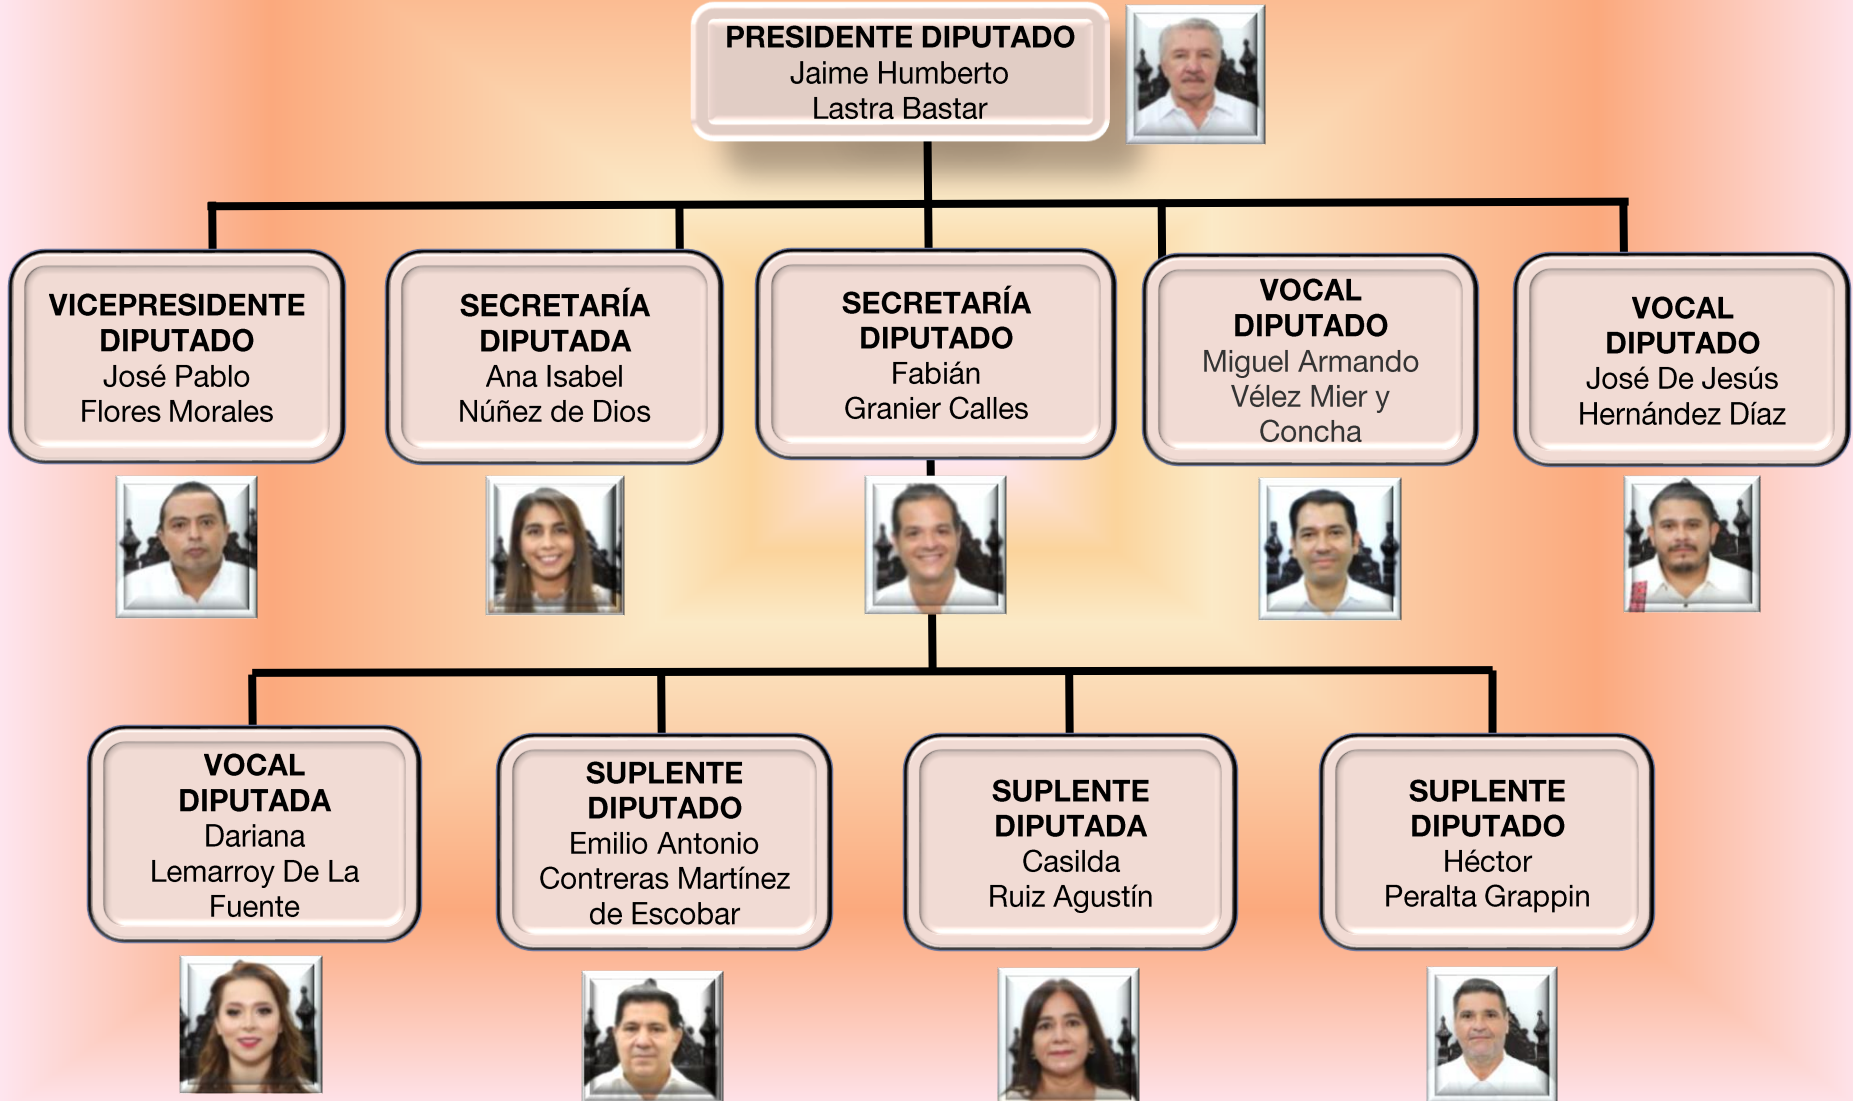 PRESIDENTE DIPUTADO
Jaime Humberto
Lastra Bastar
VICEPRESIDENTE
DIPUTADO
José Pablo
Flores Morales
SECRETARÍA
DIPUTADA
Ana Isabel
Núñez de Dios
SECRETARÍA
DIPUTADO
Fabián
Granier Calles
VOCAL
DIPUTADO
Miguel Armando
Vélez Mier y
Concha
VOCAL
DIPUTADO
José De Jesús
Hernández Díaz
VOCAL
DIPUTADA
Dariana
Lemarroy De La
Fuente
SUPLENTE
DIPUTADO
Emilio Antonio
Contreras Martínez
de Escobar
SUPLENTE
DIPUTADA
Casilda
Ruiz Agustín
SUPLENTE
DIPUTADO
Héctor
Peralta Grappin